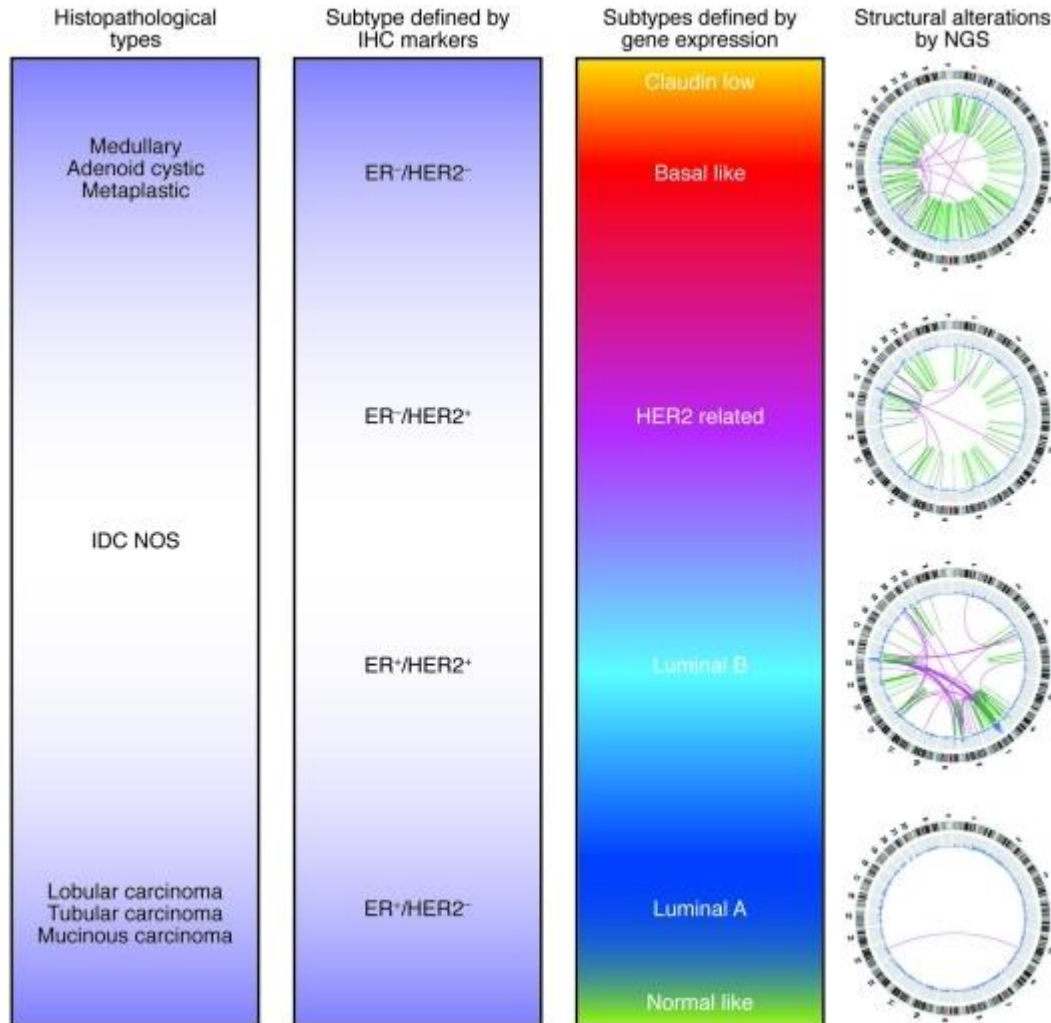 Histopathological
types
Subtype defined by
IHC markers
Subtypes defined by
gene expression
Structural alterations
by NGS
Claudin low
Medullary
Adenoid cystic
Metaplastic
ER⁻/HER2⁻
Basal like
ER⁻/HER2⁺
HER2 related
IDC NOS
ER⁺/HER2⁺
Luminal B
Lobular carcinoma
Tubular carcinoma
Mucinous carcinoma
ER⁺/HER2⁻
Luminal A
Normal like